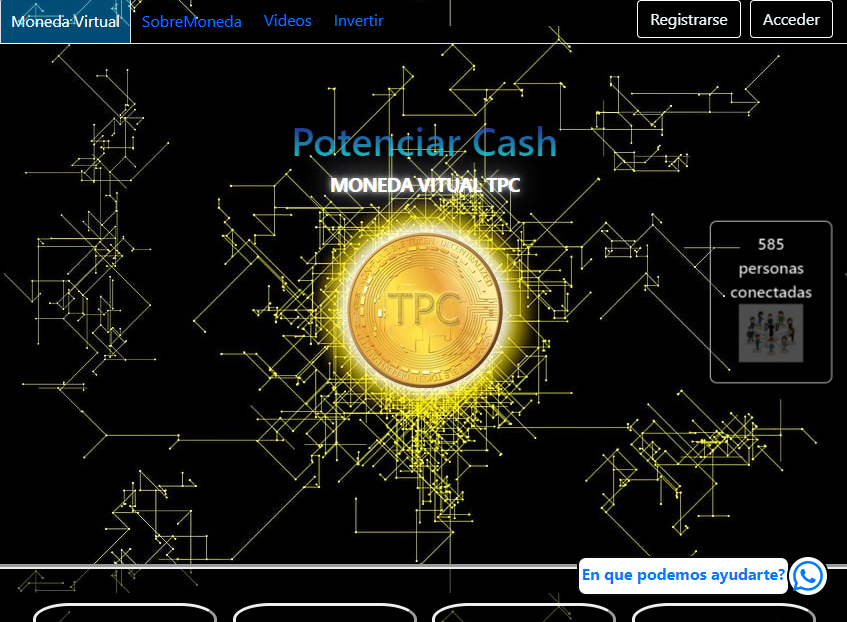 Moneda Virtual
SobreMoneda
Videos
Invertir
Registrarse
Acceder
Potenciar Cash
MONEDA VITUAL TPC
TPC
585
personas
conectadas
En que podemos ayudarte?